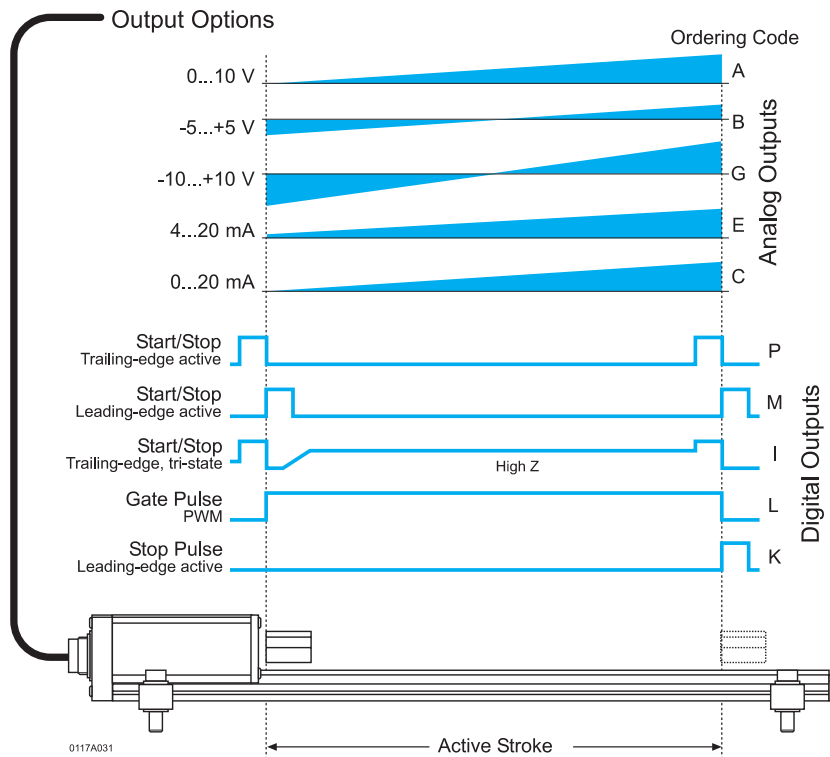 Output Options
Ordering Code
0...10 V
A
-5...+5 V
B
-10...+10 V
G
4...20 mA
E
0...20 mA
C
Analog Outputs
Start/Stop
Trailing-edge active
P
Start/Stop
Leading-edge active
M
Start/Stop
Trailing-edge, tri-state
High Z
I
Gate Pulse
PWM
L
Stop Pulse
Leading-edge active
K
Digital Outputs
0117A031
Active Stroke